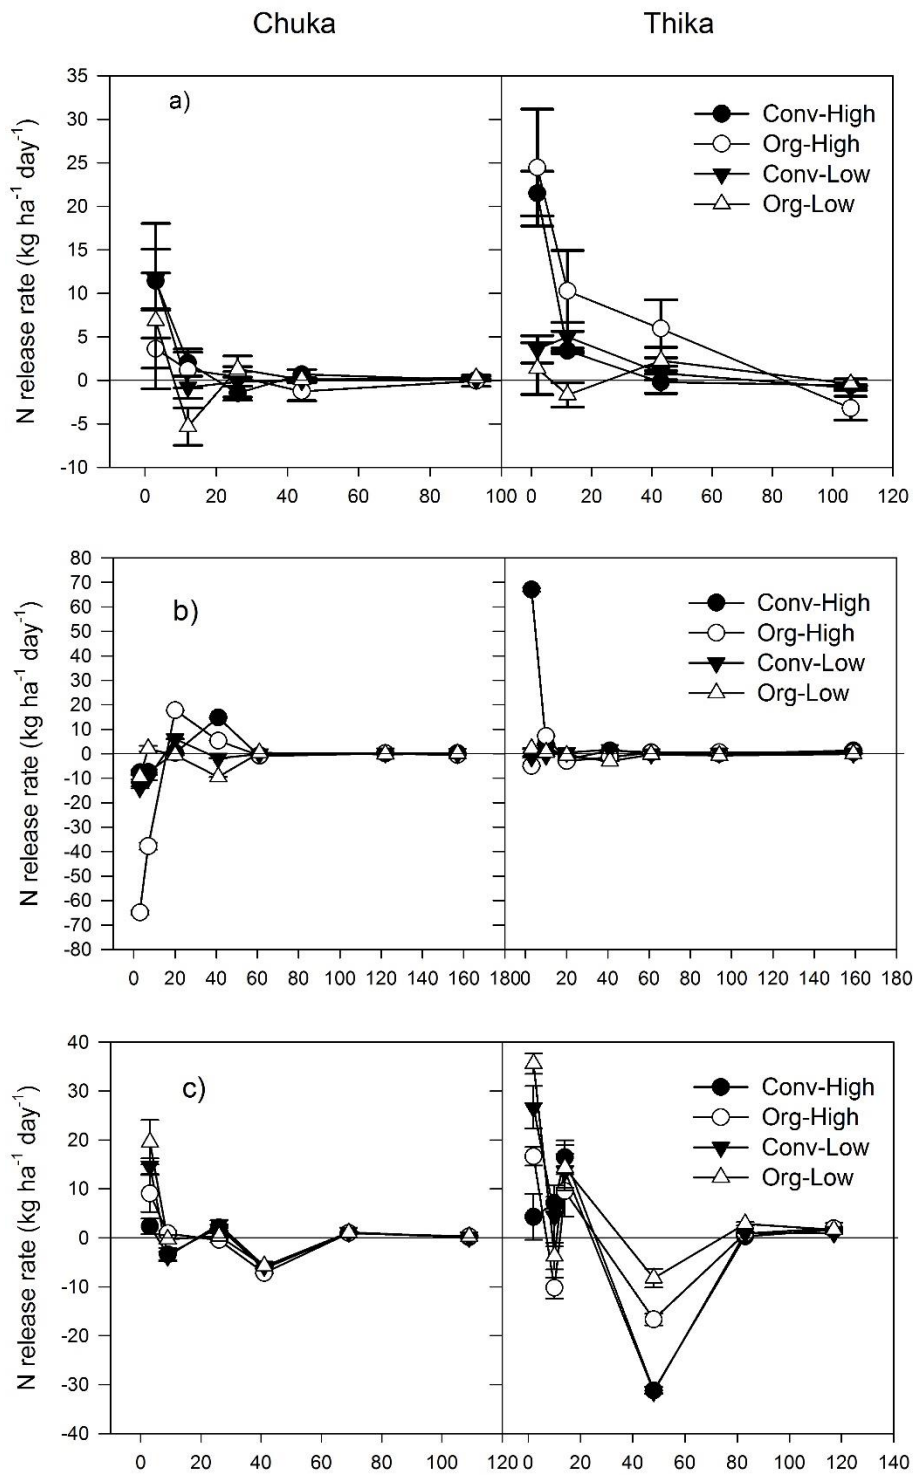 Chuka Thika
35
30
25
20
15
10
5
0
-5
-10
N release rate (kg ha⁻¹ day⁻¹)
a)
Conv-High
Org-High
Conv-Low
Org-Low
0 20 40 60 80 100 0 20 40 60 80 100 120
80
70
60
50
40
30
20
10
0
-10
-20
-30
-40
-50
-60
-70
-80
N release rate (kg ha⁻¹ day⁻¹)
b)
Conv-High
Org-High
Conv-Low
Org-Low
0 20 40 60 80 100 120 140 160 180 0 20 40 60 80 100 120 140 160 180
40
30
20
10
0
-10
-20
-30
-40
N release rate (kg ha⁻¹ day⁻¹)
c)
Conv-High
Org-High
Conv-Low
Org-Low
0 20 40 60 80 100 120 0 20 40 60 80 100 120 140